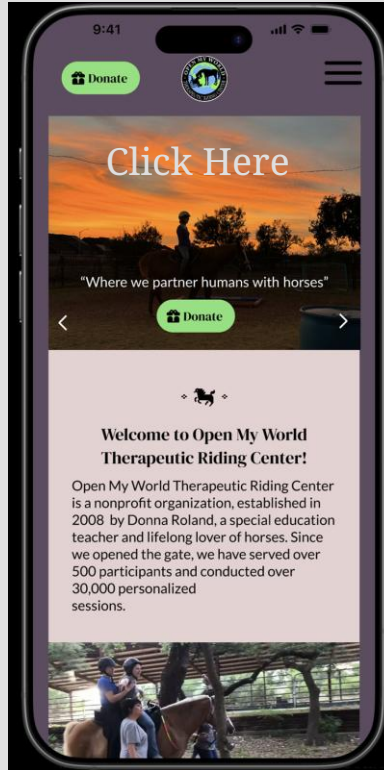 9:41
Donate
OPEN MY WORLD
Click Here
“Where we partner humans with horses”
Donate
Welcome to Open My World
Therapeutic Riding Center!
Open My World Therapeutic Riding Center
is a nonprofit organization, established in
2008 by Donna Roland, a special education
teacher and lifelong lover of horses. Since
we opened the gate, we have served over
500 participants and conducted over
30,000 personalized
sessions.